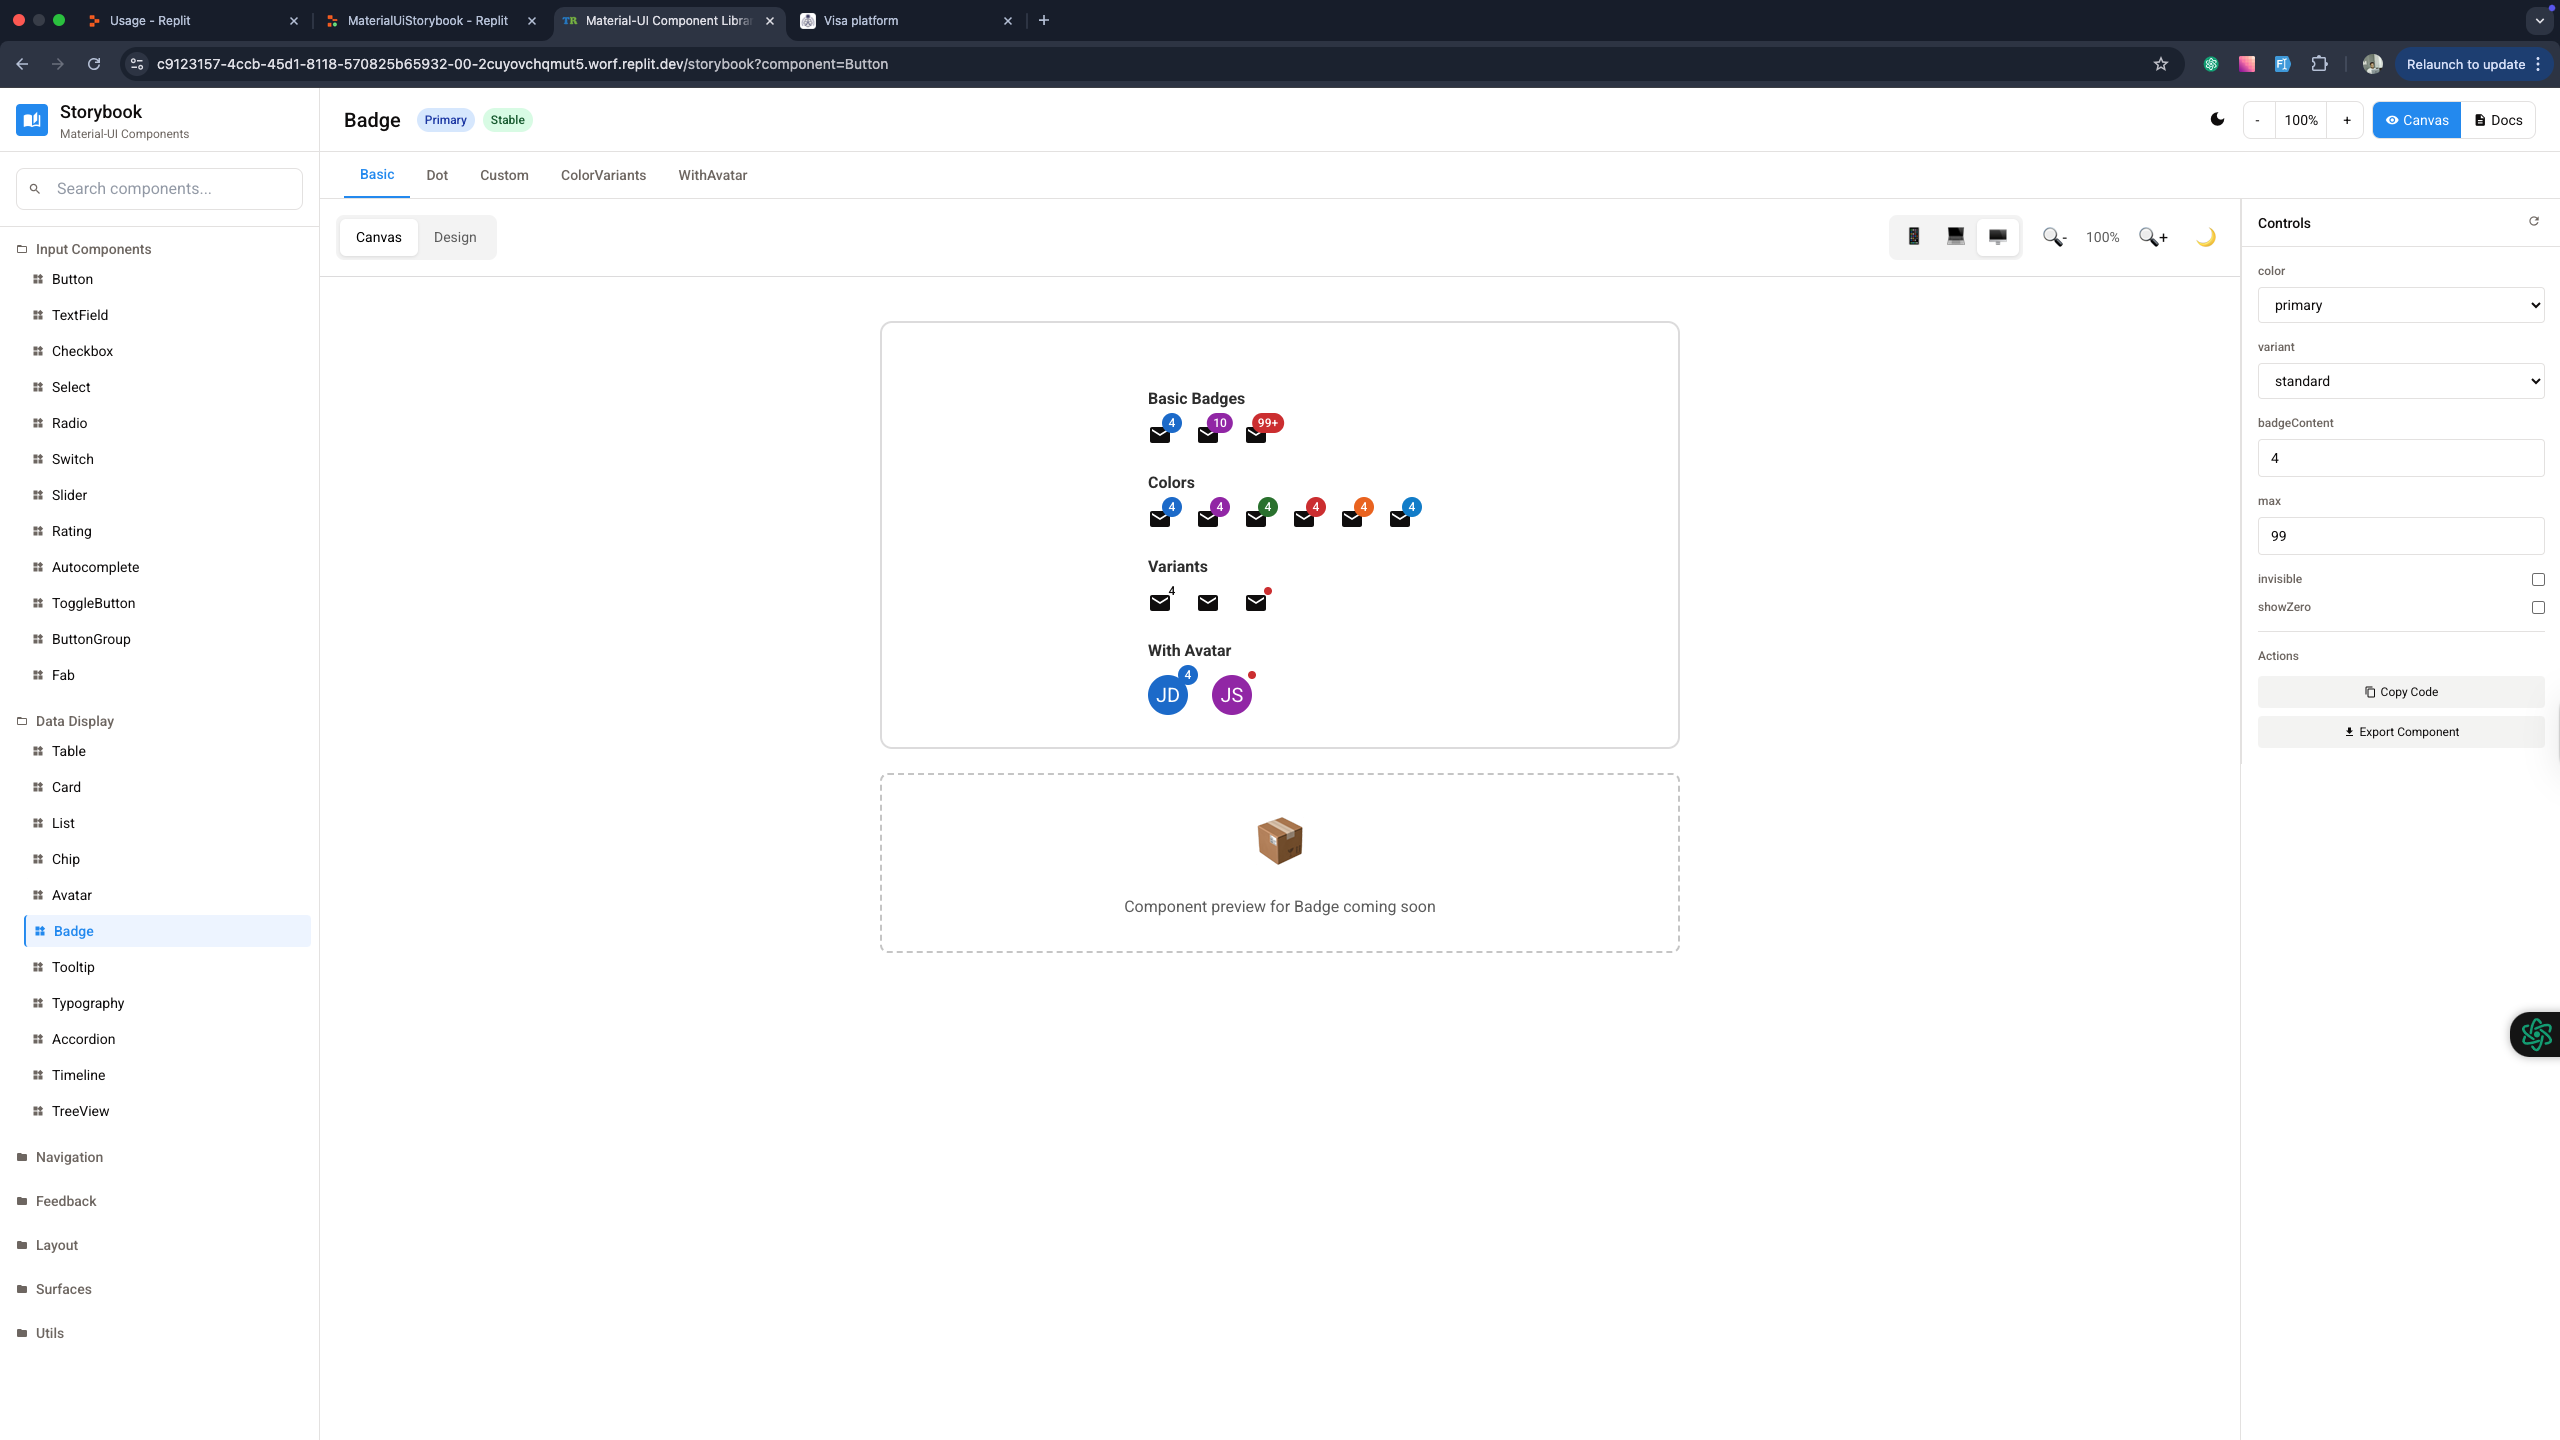 Usage - Replit
MaterialUiStorybook - Replit
TR Material-UI Component Libra
Visa platform
c9123157-4ccb-45d1-8118-570825b65932-00-2cuyovchqmut5.worf.replit.dev/storybook?component=Button
Relaunch to update
Storybook
Material-UI Components
Badge Primary Stable
- 100% +
Canvas Docs
Search components...
Basic Dot Custom ColorVariants WithAvatar
Canvas Design
- 100% +
Input Components
Button
TextField
Checkbox
Select
Radio
Switch
Slider
Rating
Autocomplete
ToggleButton
ButtonGroup
Fab
Data Display
Table
Card
List
Chip
Avatar
Badge
Tooltip
Typography
Accordion
Timeline
TreeView
Navigation
Feedback
Layout
Surfaces
Utils
Basic Badges
4 10 99+
Colors
4 4 4 4 4 4
Variants
4
With Avatar
JD 4 JS
Component preview for Badge coming soon
Controls
color
primary
variant
standard
badgeContent
4
max
99
invisible
showZero
Actions
Copy Code
Export Component